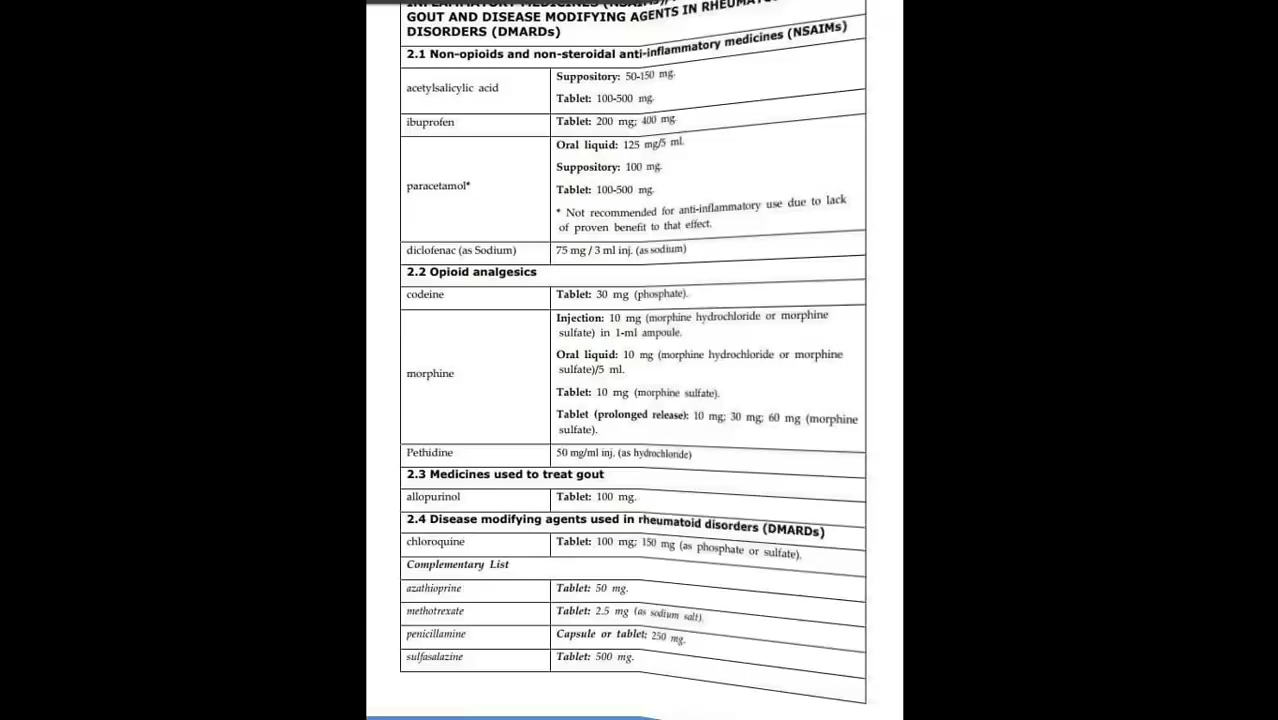 INFLAMMATORY MEDICINES (NSAIMs),
GOUT AND DISEASE MODIFYING AGENTS IN RHEUMATO
DISORDERS (DMARDs)
2.1 Non-opioids and non-steroidal anti-inflammatory medicines (NSAIMs)
acetylsalicylic acid
Suppository: 50-150 mg.
Tablet: 100-500 mg.
ibuprofen
Tablet: 200 mg; 400 mg.
paracetamol*
Oral liquid: 125 mg/5 ml.
Suppository: 100 mg.
Tablet: 100-500 mg.
* Not recommended for anti-inflammatory use due to lack
of proven benefit to that effect.
diclofenac (as Sodium)
75 mg / 3 ml inj. (as sodium)
2.2 Opioid analgesics
codeine
Tablet: 30 mg (phosphate).
morphine
Injection: 10 mg (morphine hydrochloride or morphine
sulfate) in 1-ml ampoule.
Oral liquid: 10 mg (morphine hydrochloride or morphine
sulfate)/5 ml.
Tablet: 10 mg (morphine sulfate).
Tablet (prolonged release): 10 mg; 30 mg; 60 mg (morphine
sulfate).
Pethidine
50 mg/ml inj. (as hydrochloride)
2.3 Medicines used to treat gout
allopurinol
Tablet: 100 mg.
2.4 Disease modifying agents used in rheumatoid disorders (DMARDs)
chloroquine
Tablet: 100 mg; 150 mg (as phosphate or sulfate).
Complementary List
azathioprine
Tablet: 50 mg.
methotrexate
Tablet: 2.5 mg (as sodium salt).
penicillamine
Capsule or tablet: 250 mg.
sulfasalazine
Tablet: 500 mg.